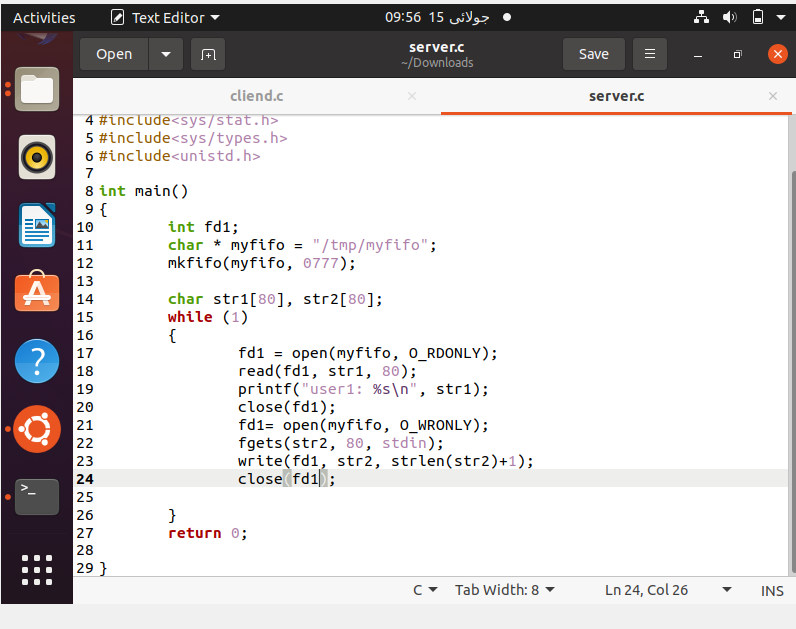 Activities Text Editor 09:56 15 جولائی
Open server.c Save
~/Downloads
cliend.c server.c
4 #include<sys/stat.h>
5 #include<sys/types.h>
6 #include<unistd.h>
7
8 int main()
9 {
10 int fd1;
11 char * myfifo = "/tmp/myfifo";
12 mkfifo(myfifo, 0777);
13
14 char str1[80], str2[80];
15 while (1)
16 {
17 fd1 = open(myfifo, O_RDONLY);
18 read(fd1, str1, 80);
19 printf("user1: %s\n", str1);
20 close(fd1);
21 fd1= open(myfifo, O_WRONLY);
22 fgets(str2, 80, stdin);
23 write(fd1, str2, strlen(str2)+1);
24 close(fd1);
25
26 }
27 return 0;
28
29 }
C Tab Width: 8 Ln 24, Col 26 INS